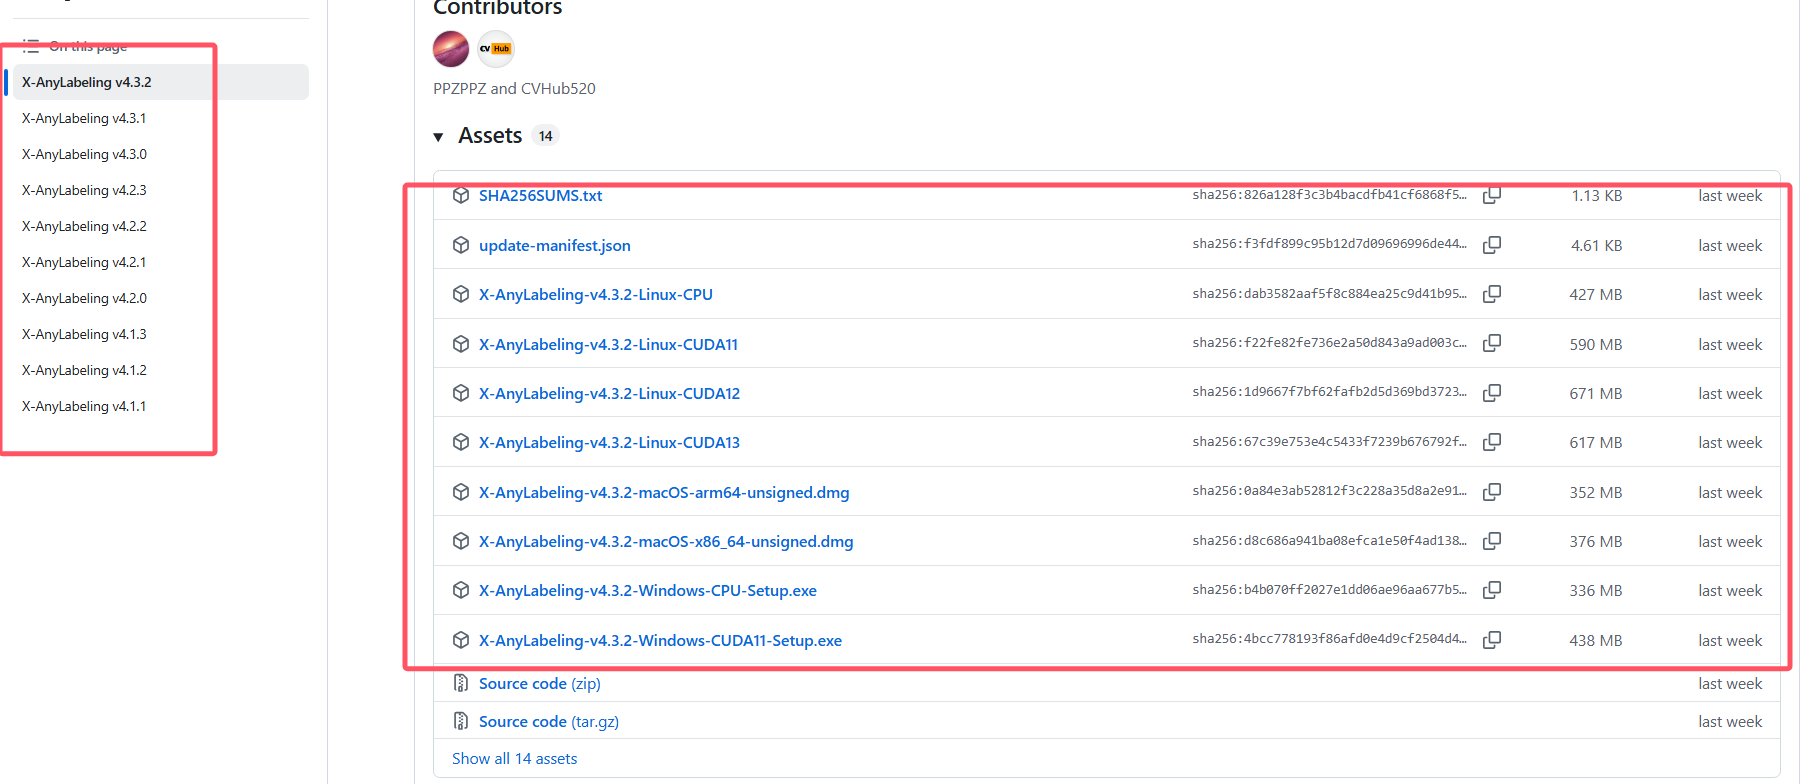 On this page
X-AnyLabeling v4.3.2
X-AnyLabeling v4.3.1
X-AnyLabeling v4.3.0
X-AnyLabeling v4.2.3
X-AnyLabeling v4.2.2
X-AnyLabeling v4.2.1
X-AnyLabeling v4.2.0
X-AnyLabeling v4.1.3
X-AnyLabeling v4.1.2
X-AnyLabeling v4.1.1
Contributors
CV Hub
PPZPPZ and CVHub520
Assets 14
SHA256SUMS.txt sha256:826a128f3c3b4bacdfb41cf6868f5… 1.13 KB last week
update-manifest.json sha256:f3fdf899c95b12d7d09696996de44… 4.61 KB last week
X-AnyLabeling-v4.3.2-Linux-CPU sha256:dab3582aaf5f8c884ea25c9d41b95… 427 MB last week
X-AnyLabeling-v4.3.2-Linux-CUDA11 sha256:f22fe82fe736e2a50d843a9ad003c… 590 MB last week
X-AnyLabeling-v4.3.2-Linux-CUDA12 sha256:1d9667f7bf62fafb2d5d369bd3723… 671 MB last week
X-AnyLabeling-v4.3.2-Linux-CUDA13 sha256:67c39e753e4c5433f7239b676792f… 617 MB last week
X-AnyLabeling-v4.3.2-macOS-arm64-unsigned.dmg sha256:0a84e3ab52812f3c228a35d8a2e91… 352 MB last week
X-AnyLabeling-v4.3.2-macOS-x86_64-unsigned.dmg sha256:d8c686a941ba08efca1e50f4ad138… 376 MB last week
X-AnyLabeling-v4.3.2-Windows-CPU-Setup.exe sha256:b4b070ff2027e1dd06ae96aa677b5… 336 MB last week
X-AnyLabeling-v4.3.2-Windows-CUDA11-Setup.exe sha256:4bcc778193f86afd0e4d9cf2504d4… 438 MB last week
Source code (zip) last week
Source code (tar.gz) last week
Show all 14 assets